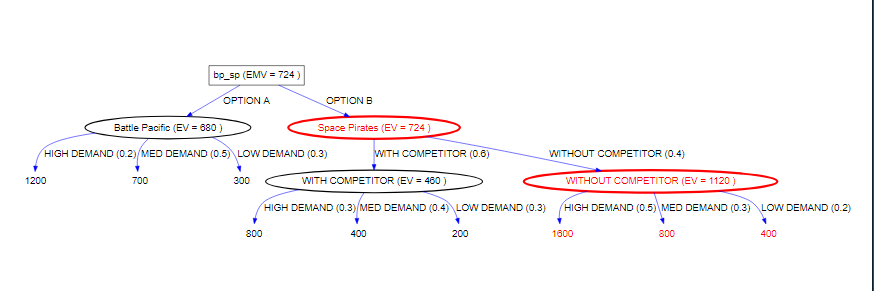 bp_sp (EMV = 724 )
OPTION A OPTION B
Battle Pacific (EV = 680 ) Space Pirates (EV = 724 )
HIGH DEMAND (0.2) MED DEMAND (0.5) LOW DEMAND (0.3) WITH COMPETITOR (0.6) WITHOUT COMPETITOR (0.4)
1200 700 300 WITH COMPETITOR (EV = 460 ) WITHOUT COMPETITOR (EV = 1120 )
HIGH DEMAND (0.3) MED DEMAND (0.4) LOW DEMAND (0.3) HIGH DEMAND (0.5) MED DEMAND (0.3) LOW DEMAND (0.2)
800 400 200 1600 800 400